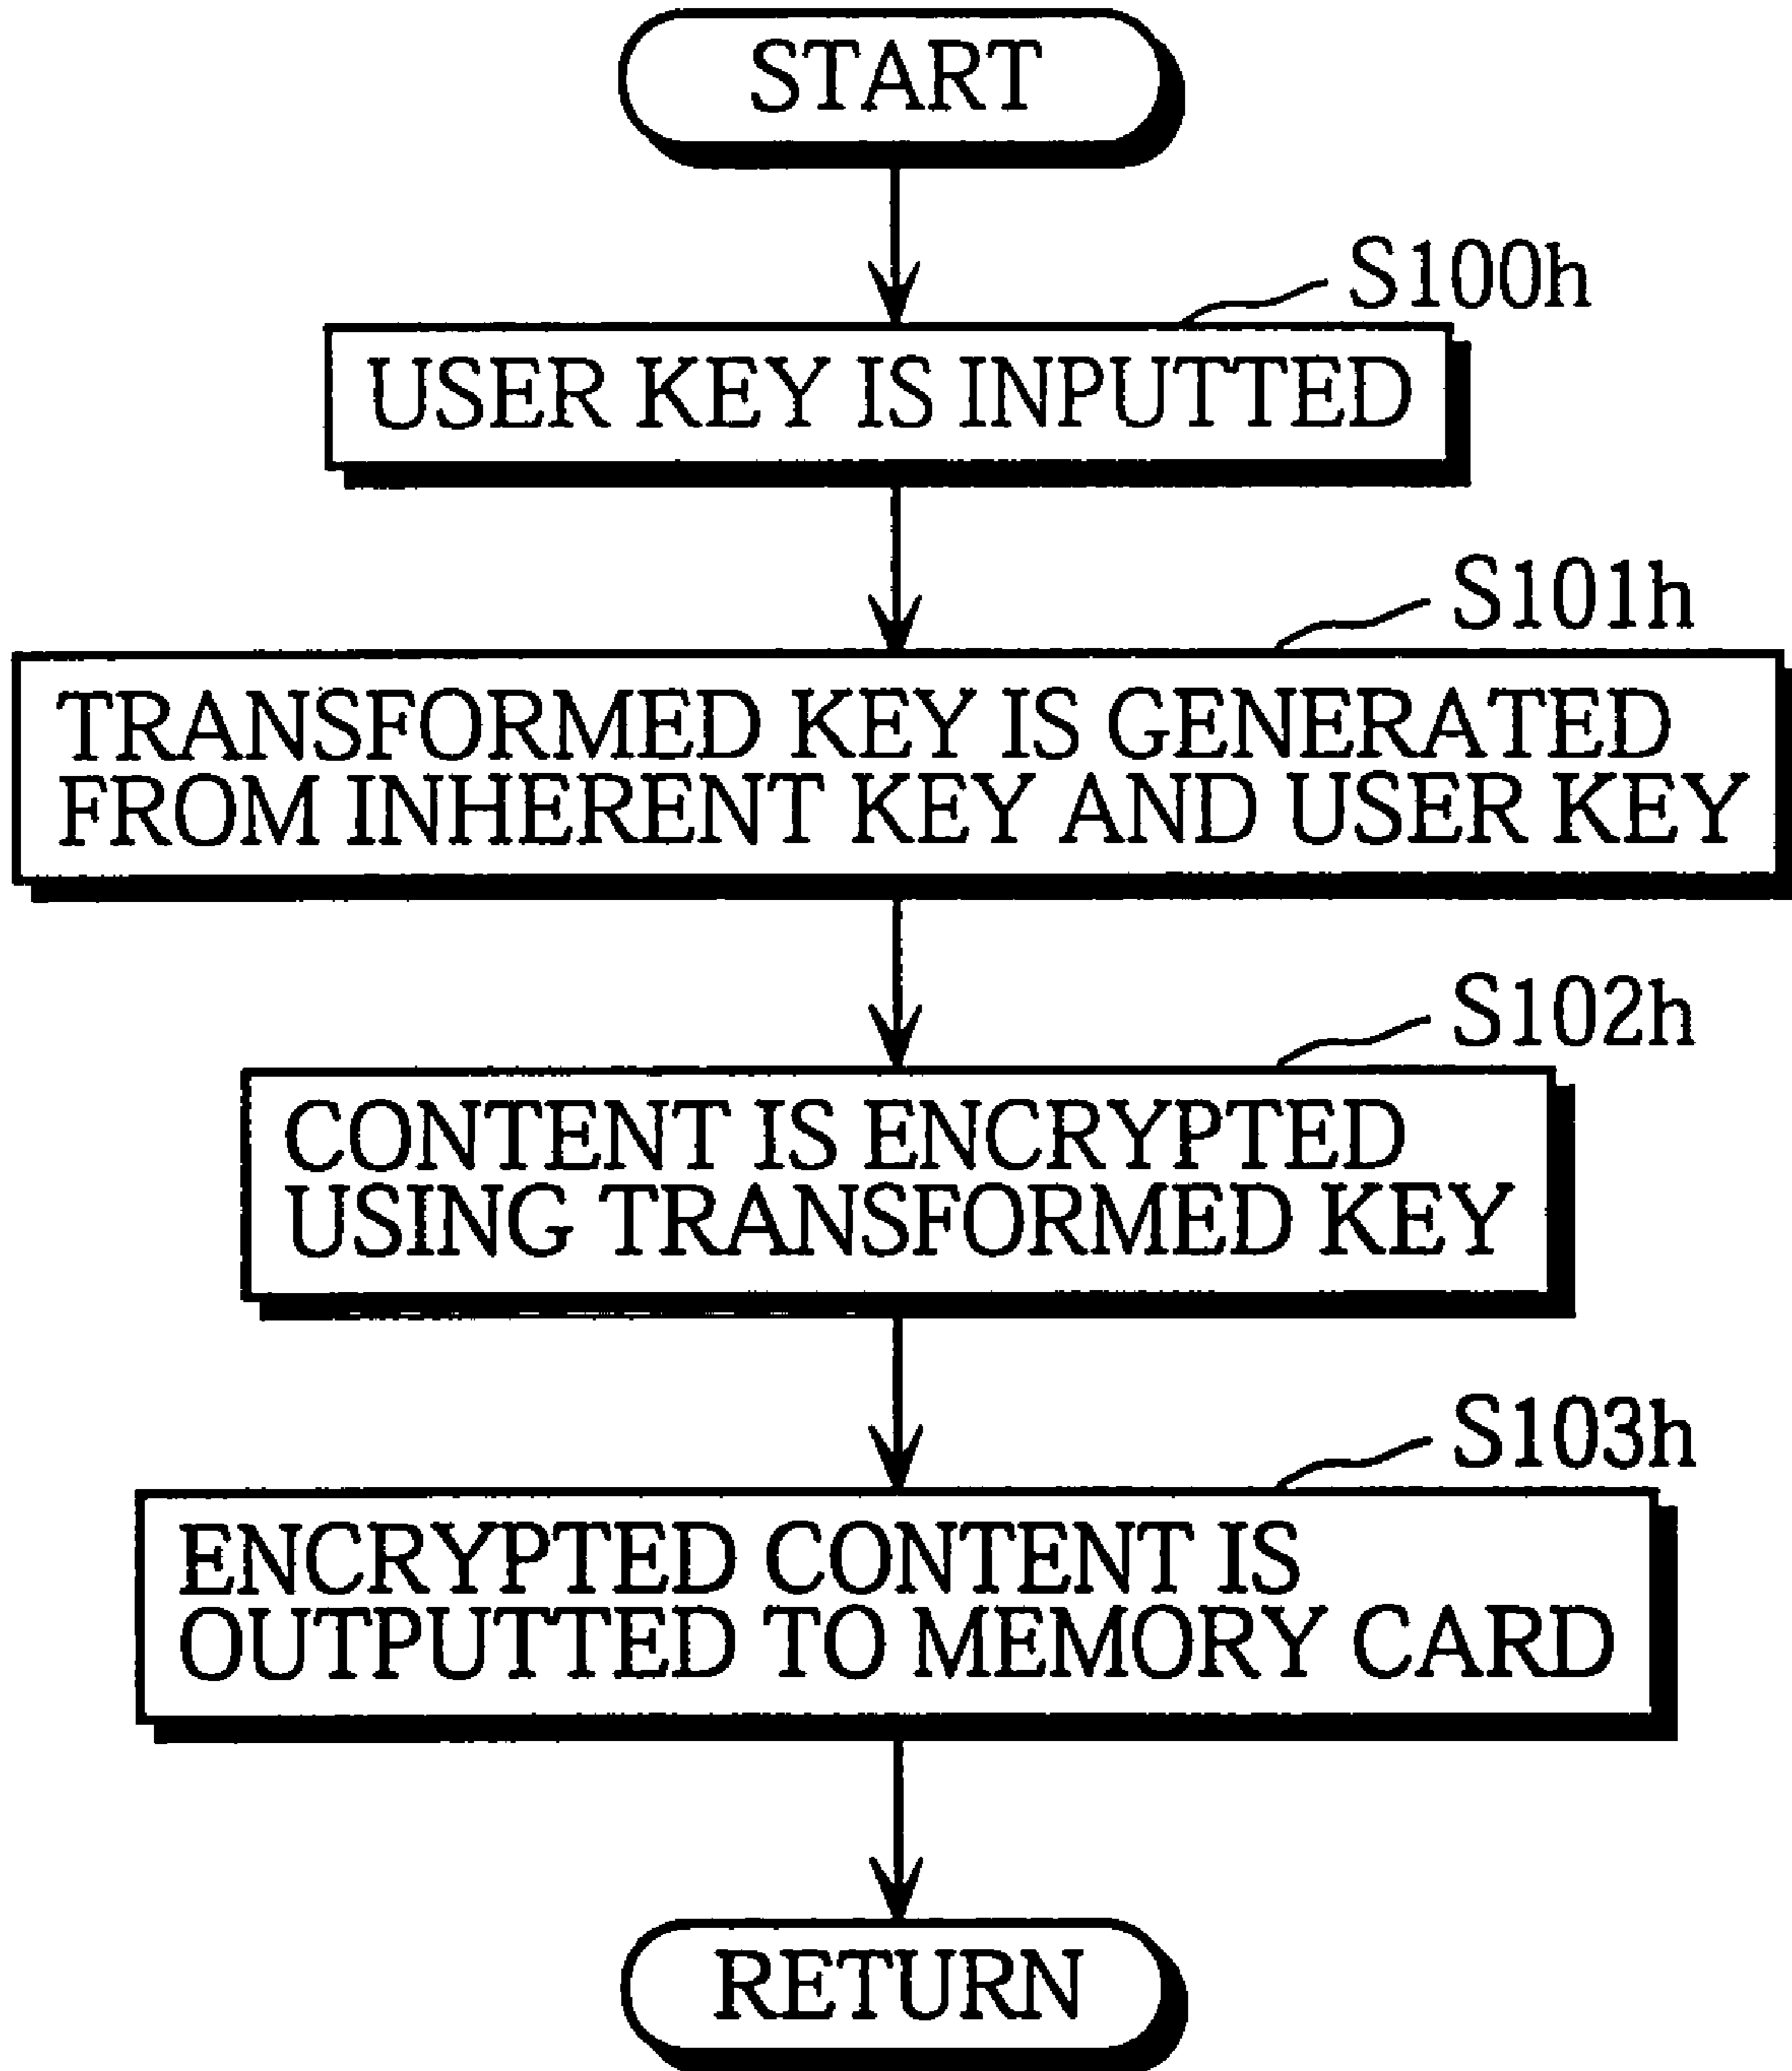 START
S100h
USER KEY IS INPUTTED
S101h
TRANSFORMED KEY IS GENERATED
FROM INHERENT KEY AND USER KEY
S102h
CONTENT IS ENCRYPTED
USING TRANSFORMED KEY
S103h
ENCRYPTED CONTENT IS
OUTPUTTED TO MEMORY CARD
RETURN